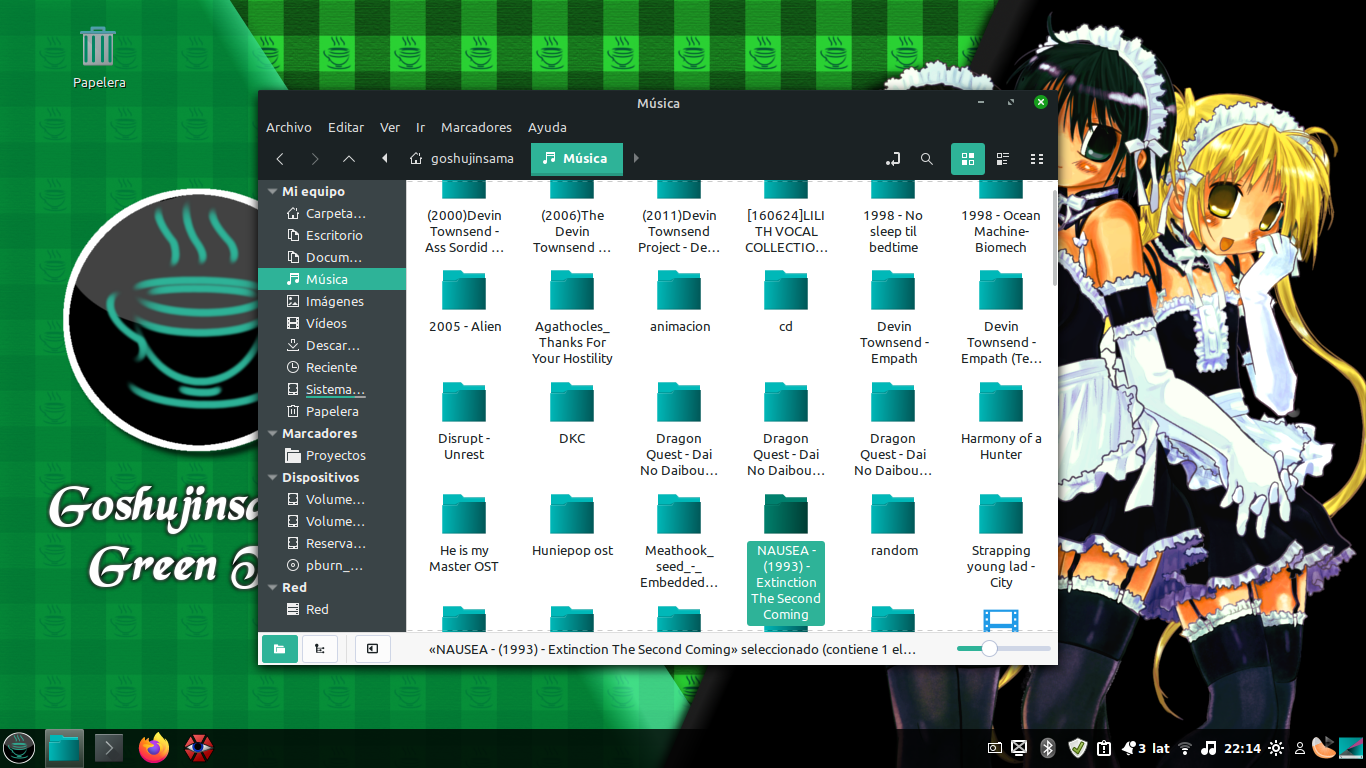 Papelera
Goshujinsa
Green
Música
Archivo Editar Ver Ir Marcadores Ayuda
goshujinsama Música
Mi equipo
Carpeta...
Escritorio
Docum...
Música
Imágenes
Vídeos
Descar...
Reciente
Sistema...
Papelera
Marcadores
Proyectos
Dispositivos
Volume...
Volume...
Reserva...
pburn_...
Red
Red
(2000)Devin
Townsend -
Ass Sordid ...
(2006)The
Devin
Townsend ...
(2011)Devin
Townsend
Project - De...
[160624]LILI
TH VOCAL
COLLECTIO...
1998 - No
sleep til
bedtime
1998 - Ocean
Machine-
Biomech
2005 - Alien
Agathocles_
Thanks For
Your Hostility
animacion
cd
Devin
Townsend -
Empath
Devin
Townsend -
Empath (Te...
Disrupt -
Unrest
DKC
Dragon
Quest - Dai
No Daibou...
Dragon
Quest - Dai
No Daibou...
Dragon
Quest - Dai
No Daibou...
Harmony of a
Hunter
He is my
Master OST
Huniepop ost
Meathook_
seed_-_
Embedded...
NAUSEA -
(1993) -
Extinction
The Second
Coming
random
Strapping
young lad -
City
«NAUSEA - (1993) - Extinction The Second Coming» seleccionado (contiene 1 el...
3 lat 22:14